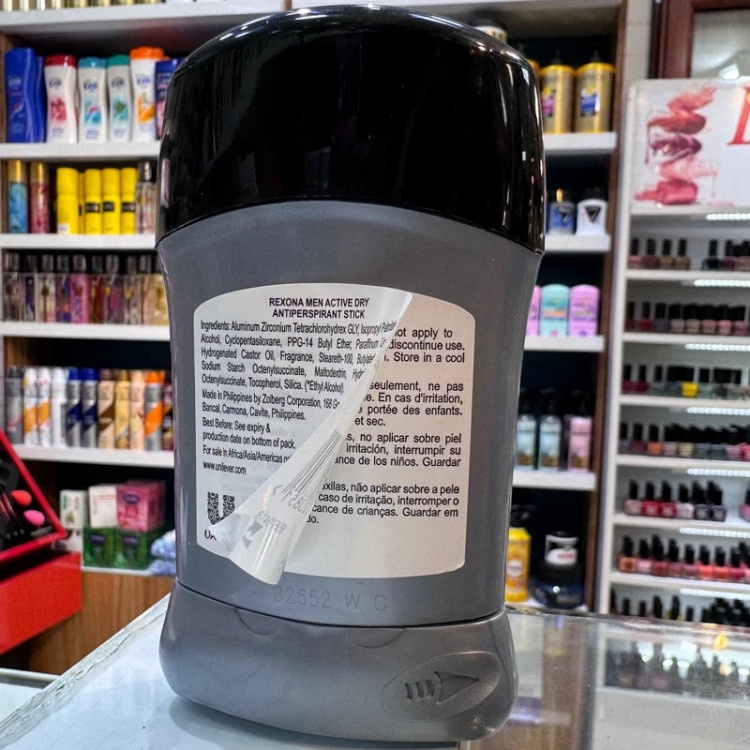 REXONA MEN ACTIVE DRY
ANTIPERSPIRANT STICK
Ingredients: Aluminum Zirconium Tetrachlorohydrex GLY, Isopropyl
Alcohol, Cyclopentasiloxane, PPG-14 Butyl Ether, Paraffinum
Hydrogenated Castor Oil, Fragrance, Steareth-100,
Sodium Starch Octenylsuccinate, Maltodextrin,
Octenylsuccinate, Tocopherol, Silica. (*Ethyl Alcohol)
Made in Philippines by Zolberg Corporation, 168
Bancal, Carmona, Cavite, Philippines.
Best Before: See expiry &
production date on bottom of pack.
For sale in Africa/Asia/Americas
www.unilever.com
not apply to
discontinue use.
Store in a cool
seulement, ne pas
En cas d'irritation,
portée des enfants.
et sec.
no aplicar sobre piel
irritación, interrumpir su
de los niños. Guardar
não aplicar sobre a pele
caso de irritação, interromper o
de crianças. Guardar em
32552 W C